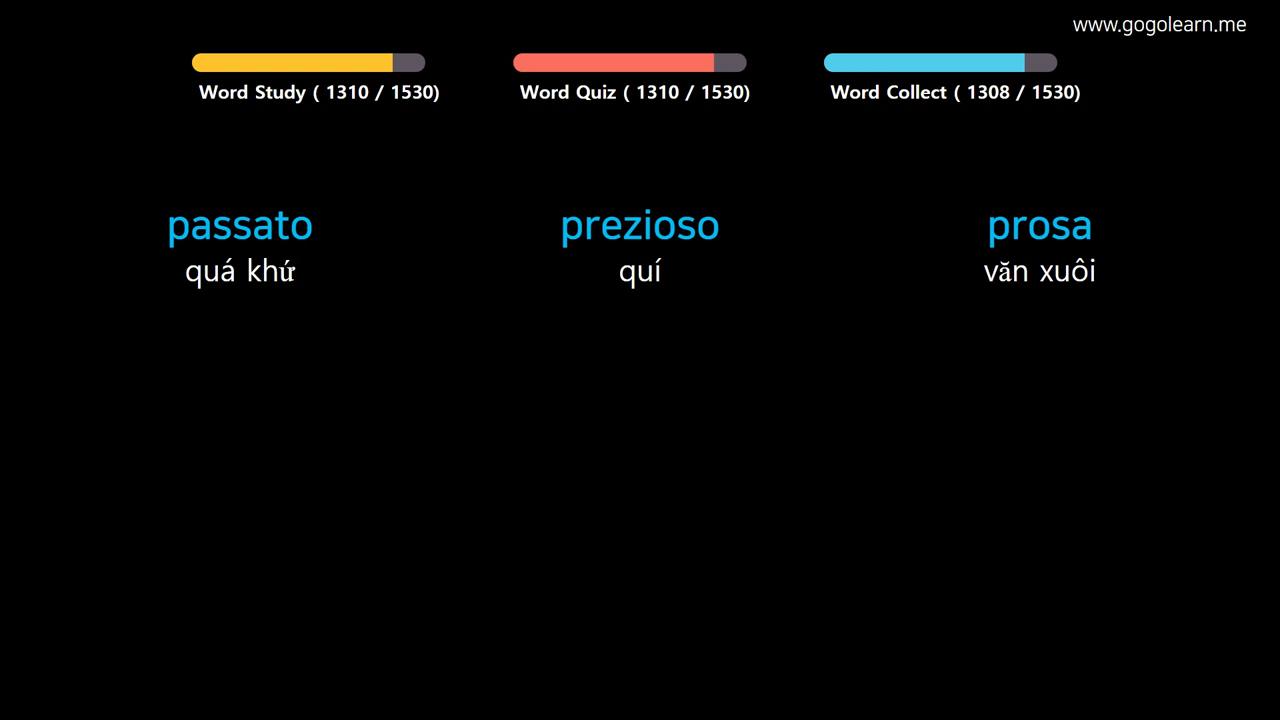 www.gogolearn.me
Word Study ( 1310 / 1530)
Word Quiz ( 1310 / 1530)
Word Collect ( 1308 / 1530)
passato
quá khứ
prezioso
quí
prosa
văn xuôi